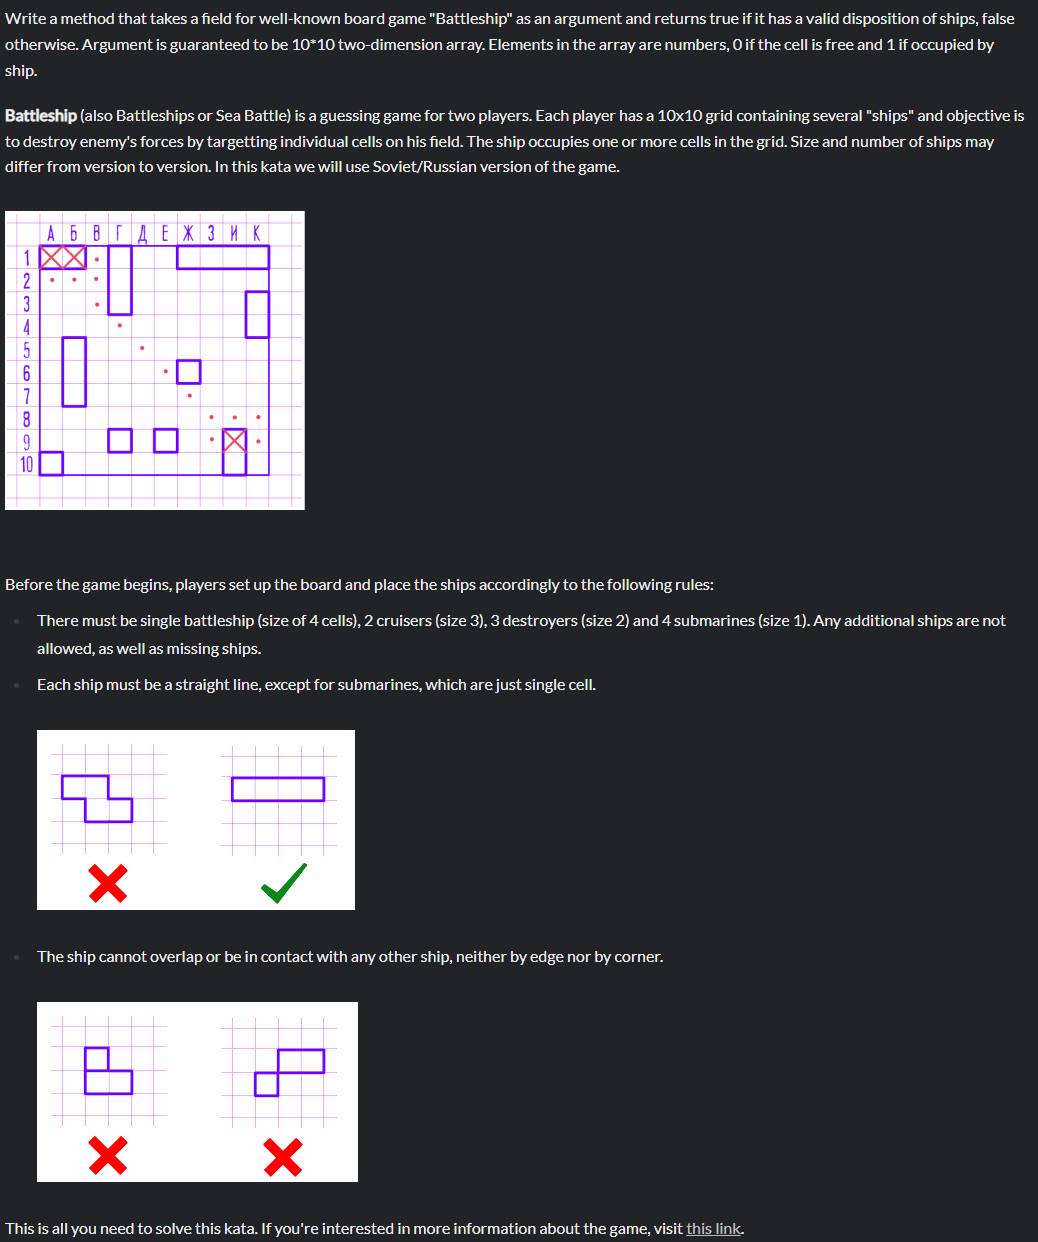 Write a method that takes a field for well-known board game "Battleship" as an argument and returns true if it has a valid disposition of ships, false
otherwise. Argument is guaranteed to be 10*10 two-dimension array. Elements in the array are numbers, 0 if the cell is free and 1 if occupied by
ship.
Battleship (also Battleships or Sea Battle) is a guessing game for two players. Each player has a 10x10 grid containing several "ships" and objective is
to destroy enemy's forces by targetting individual cells on his field. The ship occupies one or more cells in the grid. Size and number of ships may
differ from version to version. In this kata we will use Soviet/Russian version of the game.
А Б В Г Д Е Ж З И К
1
2
3
4
5
6
7
8
9
10
Before the game begins, players set up the board and place the ships accordingly to the following rules:
There must be single battleship (size of 4 cells), 2 cruisers (size 3), 3 destroyers (size 2) and 4 submarines (size 1). Any additional ships are not
allowed, as well as missing ships.
Each ship must be a straight line, except for submarines, which are just single cell.
The ship cannot overlap or be in contact with any other ship, neither by edge nor by corner.
This is all you need to solve this kata. If you're interested in more information about the game, visit this link.